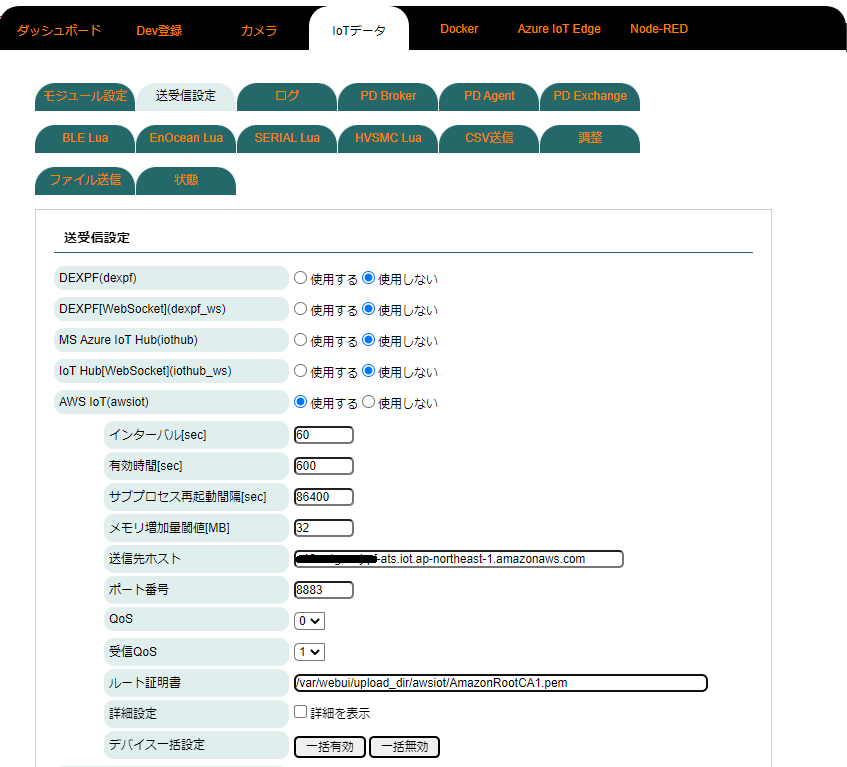 ダッシュボード Dev登録 カメラ IoTデータ Docker Azure IoT Edge Node-RED
モジュール設定 送受信設定 ログ PD Broker PD Agent PD Exchange
BLE Lua EnOcean Lua SERIAL Lua HVSMC Lua CSV送信 調整
ファイル送信 状態
送受信設定
DEXPF(dexpf) 使用する 使用しない
DEXPF[WebSocket](dexpf_ws) 使用する 使用しない
MS Azure IoT Hub(iothub) 使用する 使用しない
IoT Hub[WebSocket](iothub_ws) 使用する 使用しない
AWS IoT(awsiot) 使用する 使用しない
インターバル[sec] 60
有効時間[sec] 600
サブプロセス再起動間隔[sec] 86400
メモリ増加量閾値[MB] 32
送信先ホスト -ats.iot.ap-northeast-1.amazonaws.com
ポート番号 8883
QoS 0
受信QoS 1
ルート証明書 /var/webui/upload_dir/awsiot/AmazonRootCA1.pem
詳細設定 詳細を表示
デバイス一括設定 一括有効 一括無効